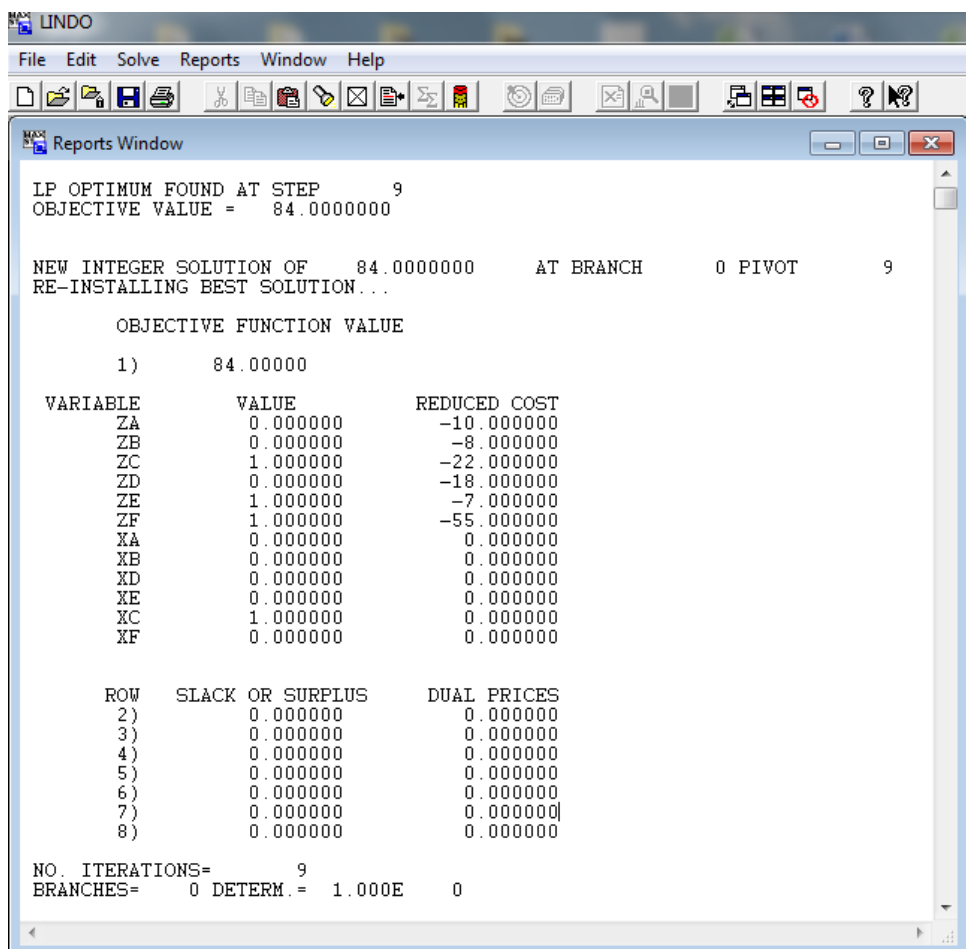 LINDO
File Edit Solve Reports Window Help
Reports Window
LP OPTIMUM FOUND AT STEP 9
OBJECTIVE VALUE = 84.0000000
NEW INTEGER SOLUTION OF 84.0000000 AT BRANCH 0 PIVOT 9
RE-INSTALLING BEST SOLUTION...
OBJECTIVE FUNCTION VALUE
1) 84.00000
VARIABLE VALUE REDUCED COST
ZA 0.000000 -10.000000
ZB 0.000000 -8.000000
ZC 1.000000 -22.000000
ZD 0.000000 -18.000000
ZE 1.000000 -7.000000
ZF 1.000000 -55.000000
XA 0.000000 0.000000
XB 0.000000 0.000000
XD 0.000000 0.000000
XE 0.000000 0.000000
XC 1.000000 0.000000
XF 0.000000 0.000000
ROW SLACK OR SURPLUS DUAL PRICES
2) 0.000000 0.000000
3) 0.000000 0.000000
4) 0.000000 0.000000
5) 0.000000 0.000000
6) 0.000000 0.000000
7) 0.000000 0.000000
8) 0.000000 0.000000
NO. ITERATIONS= 9
BRANCHES= 0 DETERM.= 1.000E 0